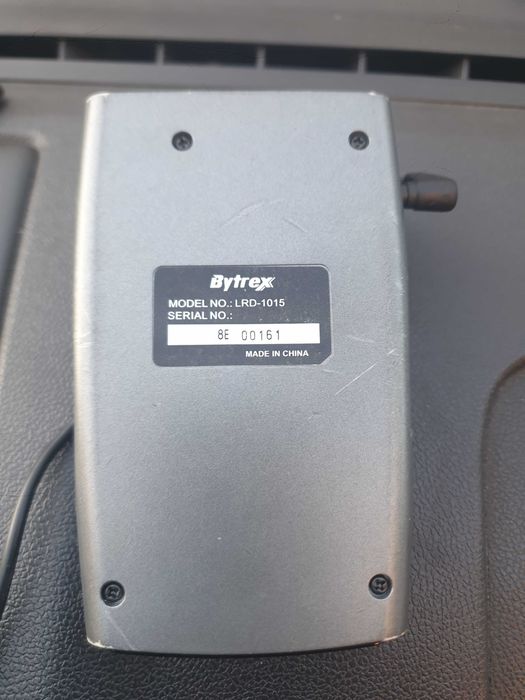 Bytrex
MODEL NO.: LRD-1015
SERIAL NO.:
8E 00161
MADE IN CHINA